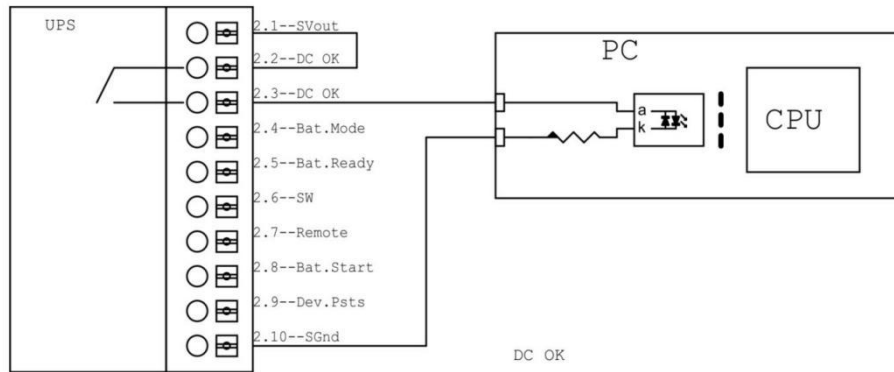 UPS
2.1--SVout
2.2--DC OK
2.3--DC OK
2.4--Bat.Mode
2.5--Bat.Ready
2.6--SW
2.7--Remote
2.8--Bat.Start
2.9--Dev.Psts
2.10--SGnd
PC
a
k
CPU
DC OK